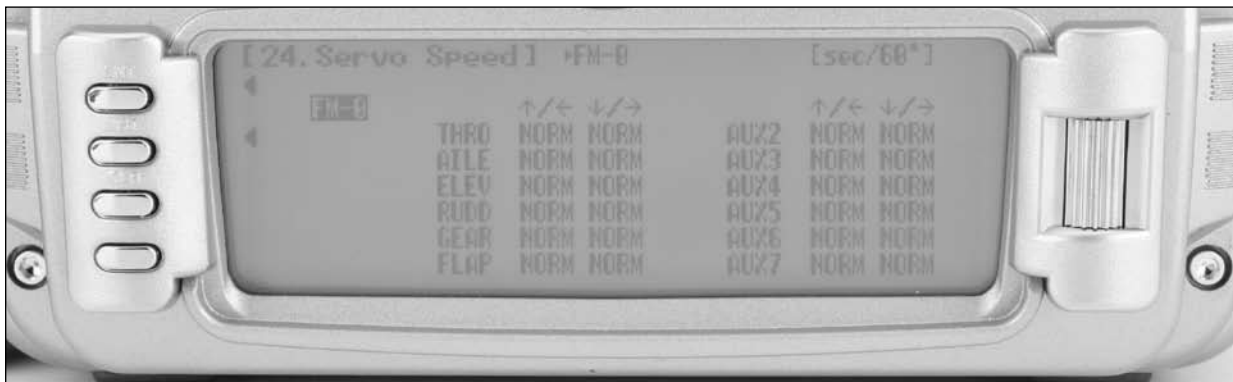 [24.Servo Speed] ▸FM-0 [sec/60°]
FM-0 ↑/← ↓/→ ↑/← ↓/→
THRO NORM NORM AUX2 NORM NORM
AILE NORM NORM AUX3 NORM NORM
ELEV NORM NORM AUX4 NORM NORM
RUDD NORM NORM AUX5 NORM NORM
GEAR NORM NORM AUX6 NORM NORM
FLAP NORM NORM AUX7 NORM NORM